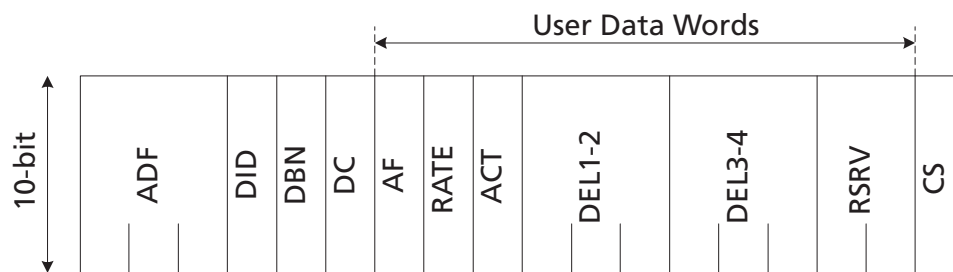 User Data Words
10-bit
ADF
DID
DBN
DC
AF
RATE
ACT
DEL1-2
DEL3-4
RSRV
CS